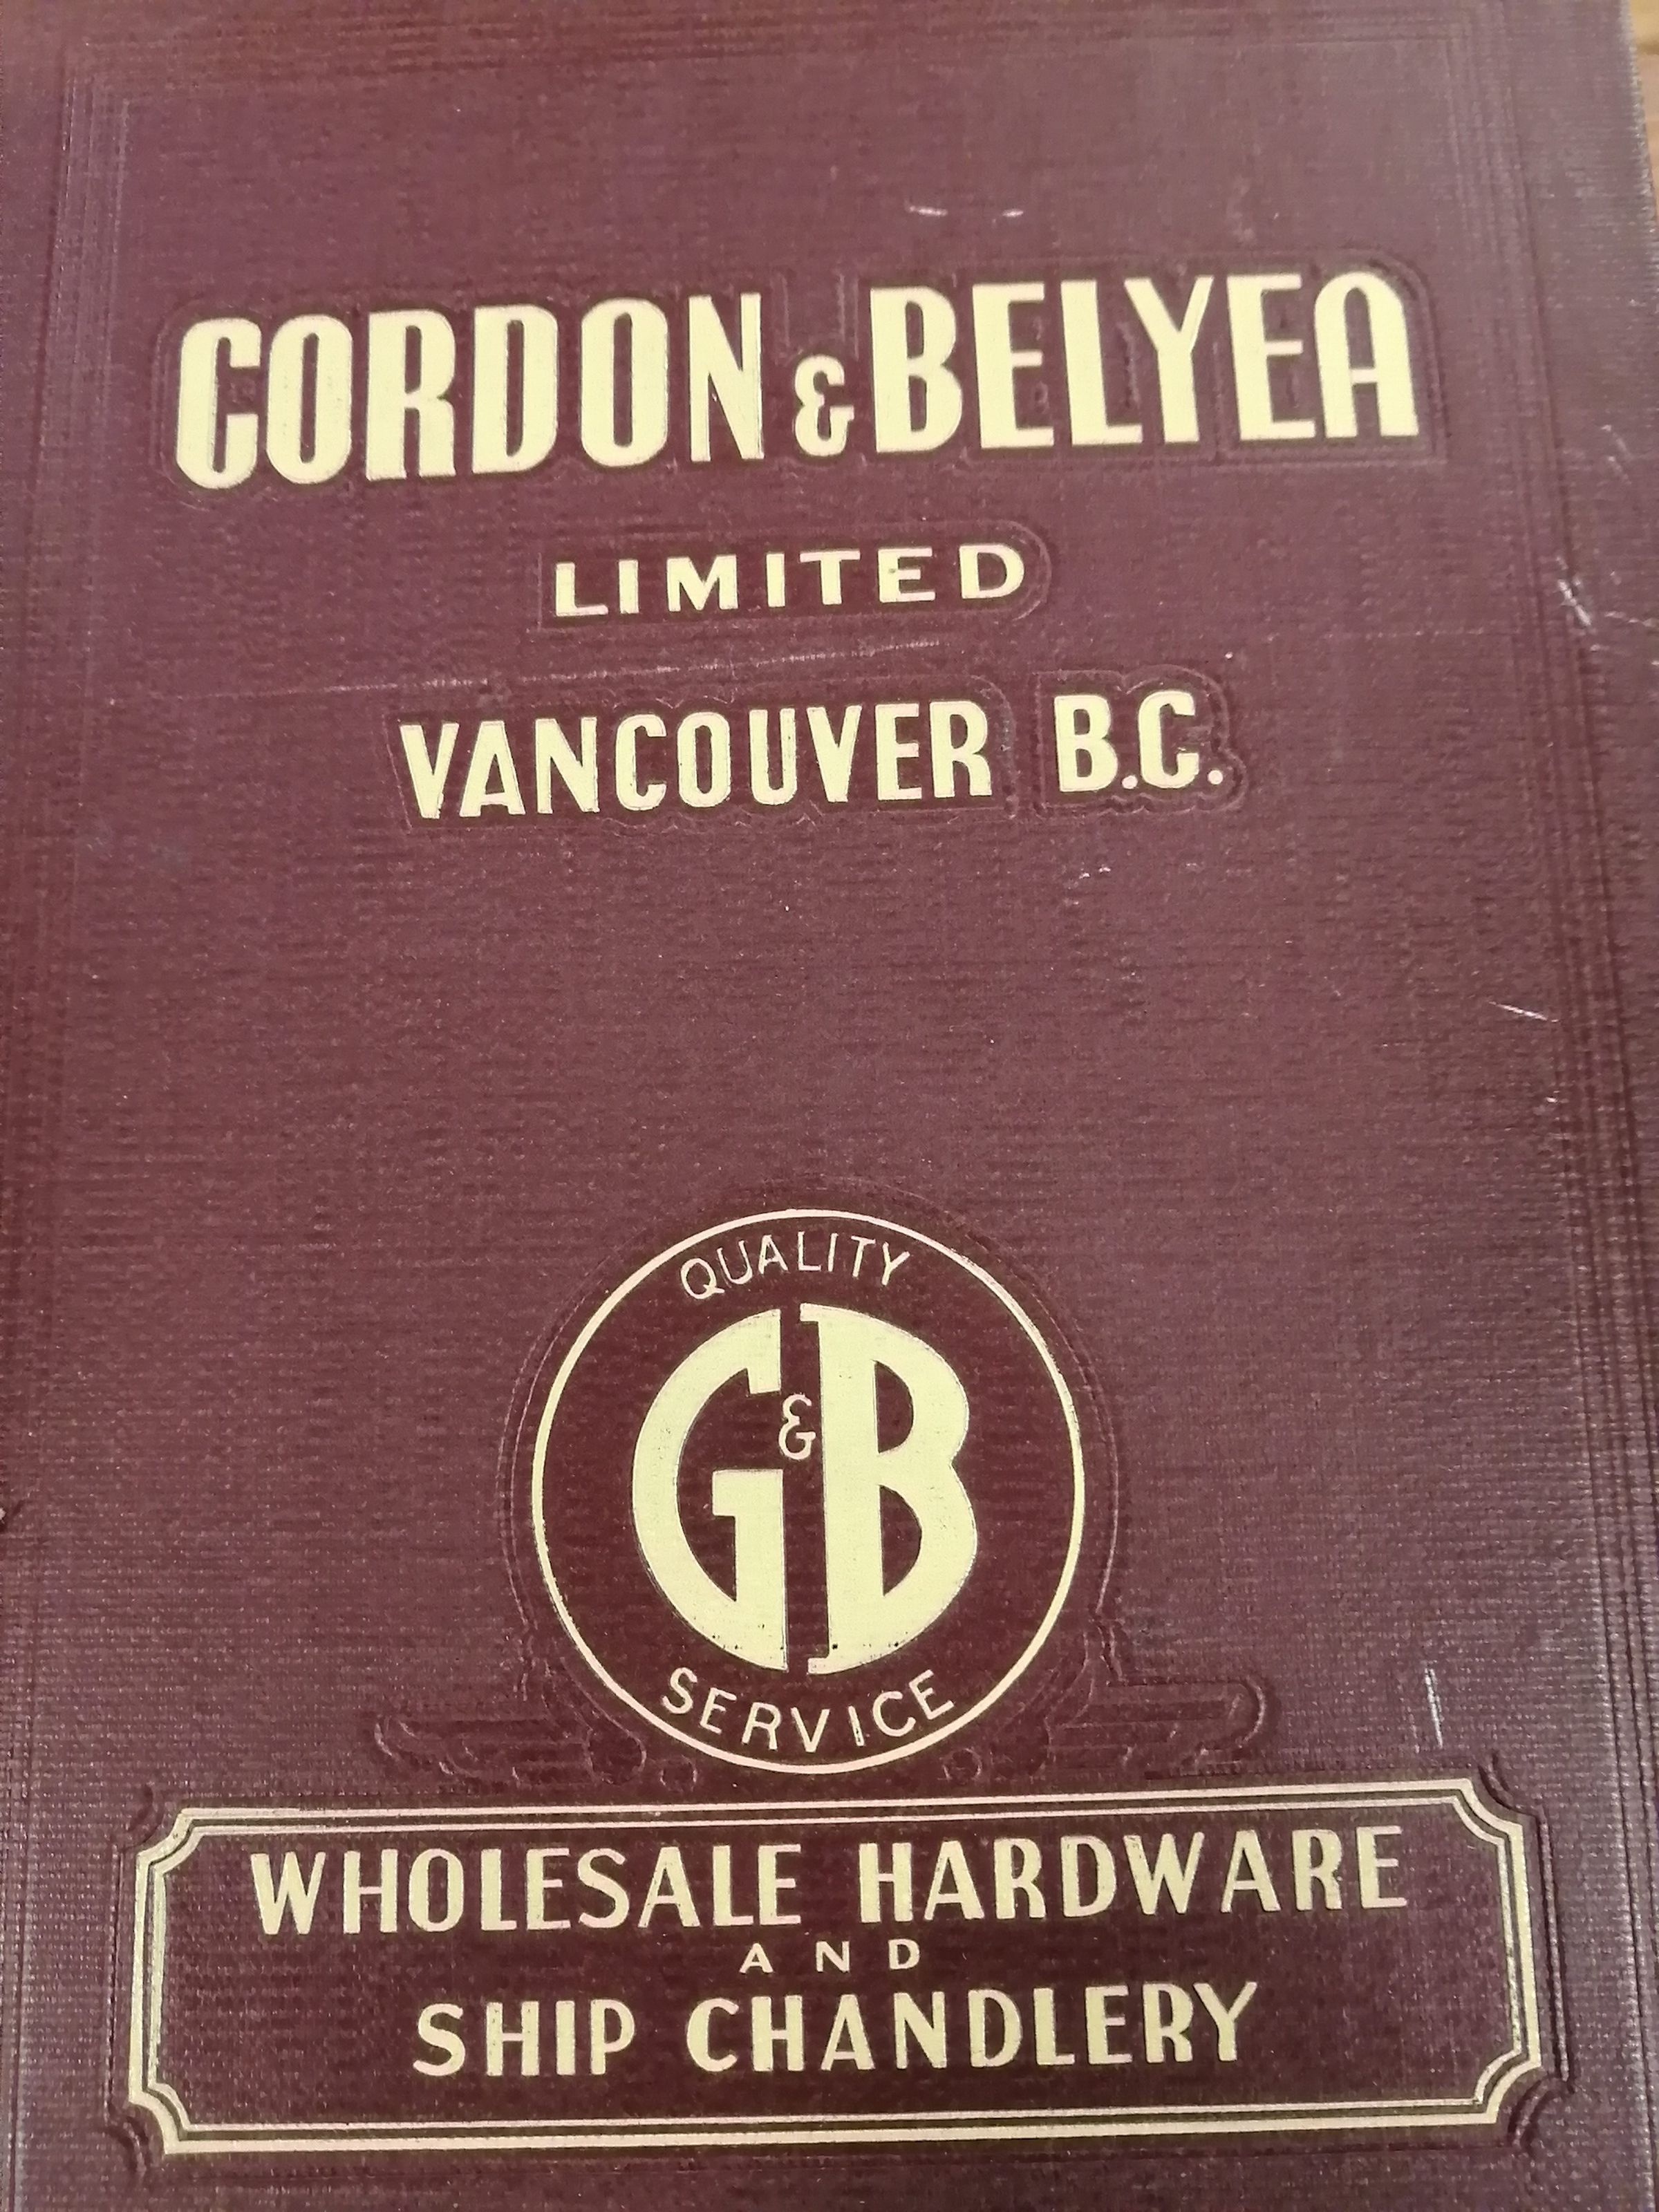 GORDON & BELYEA
LIMITED
VANCOUVER B.C.
QUALITY
G & B
SERVICE
WHOLESALE HARDWARE
AND
SHIP CHANDLERY